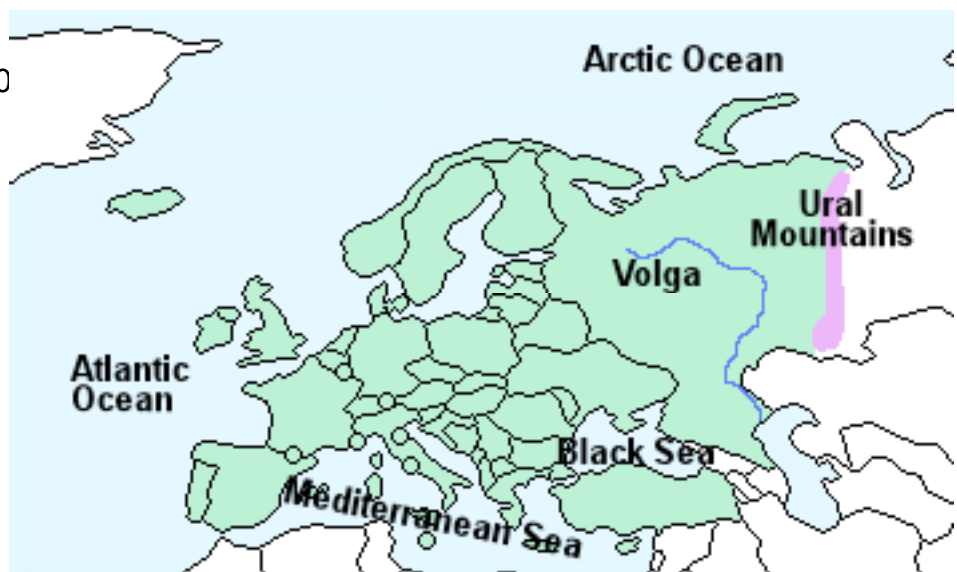 Arctic Ocean
Ural
Mountains
Volga
Atlantic
Ocean
Black Sea
Mediterranean Sea